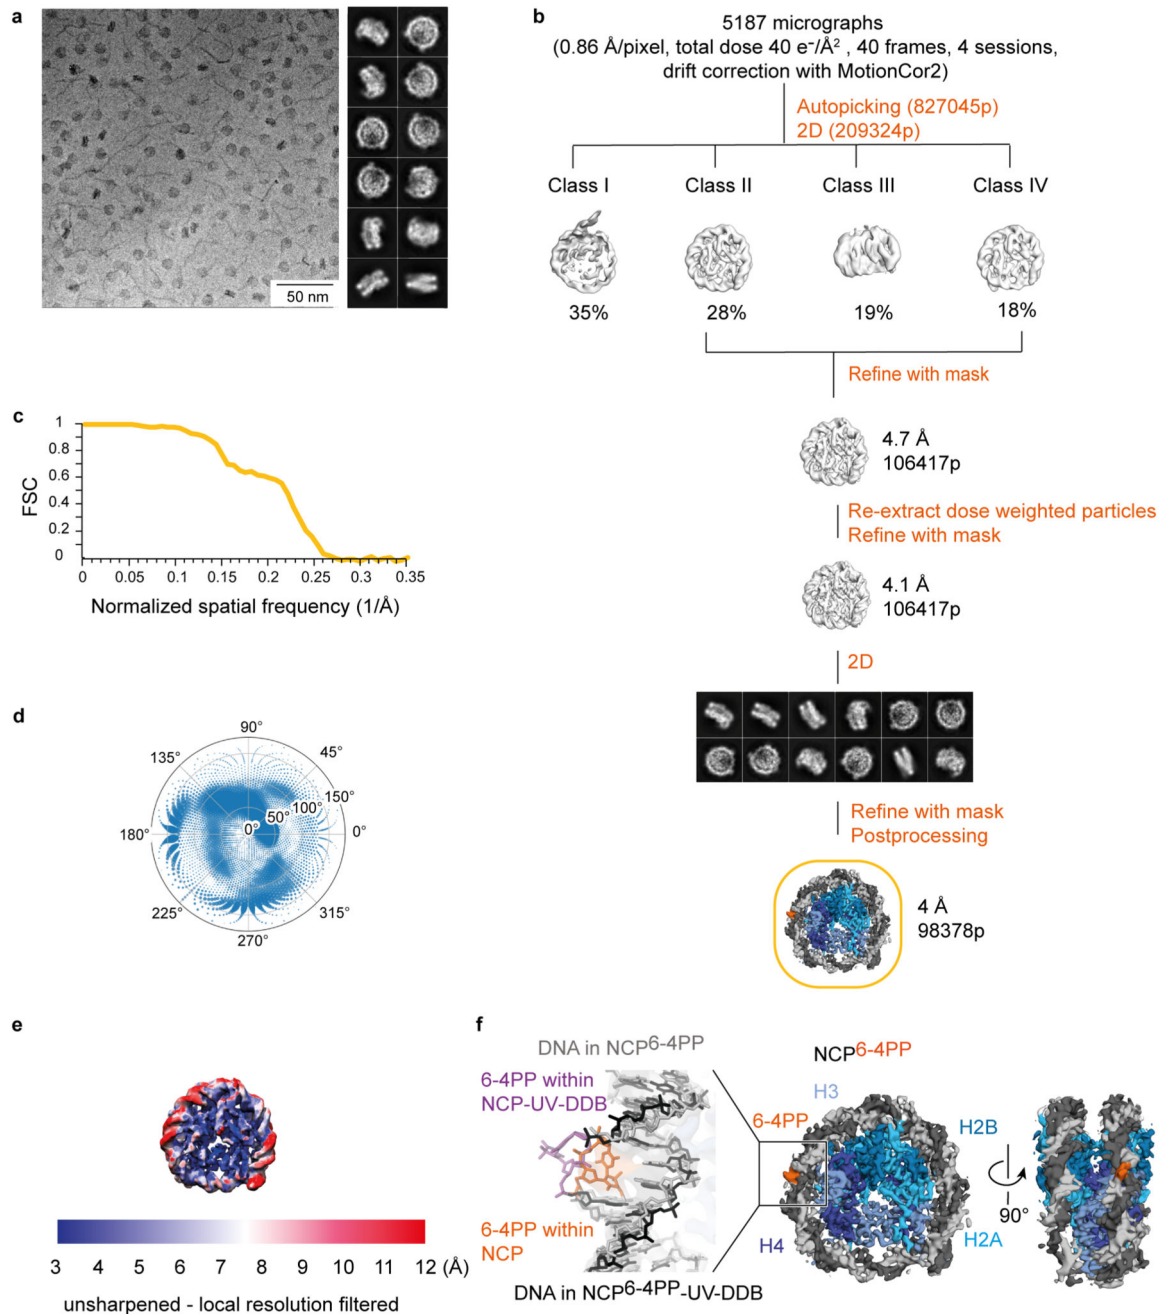 a
50 nm
b
5187 micrographs
(0.86 Å/pixel, total dose 40 e⁻/Å² , 40 frames, 4 sessions,
drift correction with MotionCor2)
Autopicking (827045p)
2D (209324p)
Class I
Class II
Class III
Class IV
35%
28%
19%
18%
Refine with mask
4.7 Å
106417p
Re-extract dose weighted particles
Refine with mask
4.1 Å
106417p
2D
Refine with mask
Postprocessing
4 Å
98378p
c
FSC
1
0.8
0.6
0.4
0.2
0
0 0.05 0.1 0.15 0.2 0.25 0.3 0.35
Normalized spatial frequency (1/Å)
d
90°
135°
45°
150°
100°
50°
0°
180°
0°
225°
315°
270°
e
3 4 5 6 7 8 9 10 11 12 (Å)
unsharpened - local resolution filtered
f
DNA in NCP6-4PP
6-4PP within
NCP-UV-DDB
6-4PP within
NCP
DNA in NCP6-4PP-UV-DDB
NCP6-4PP
H3
6-4PP
H2B
H4
H2A
90°